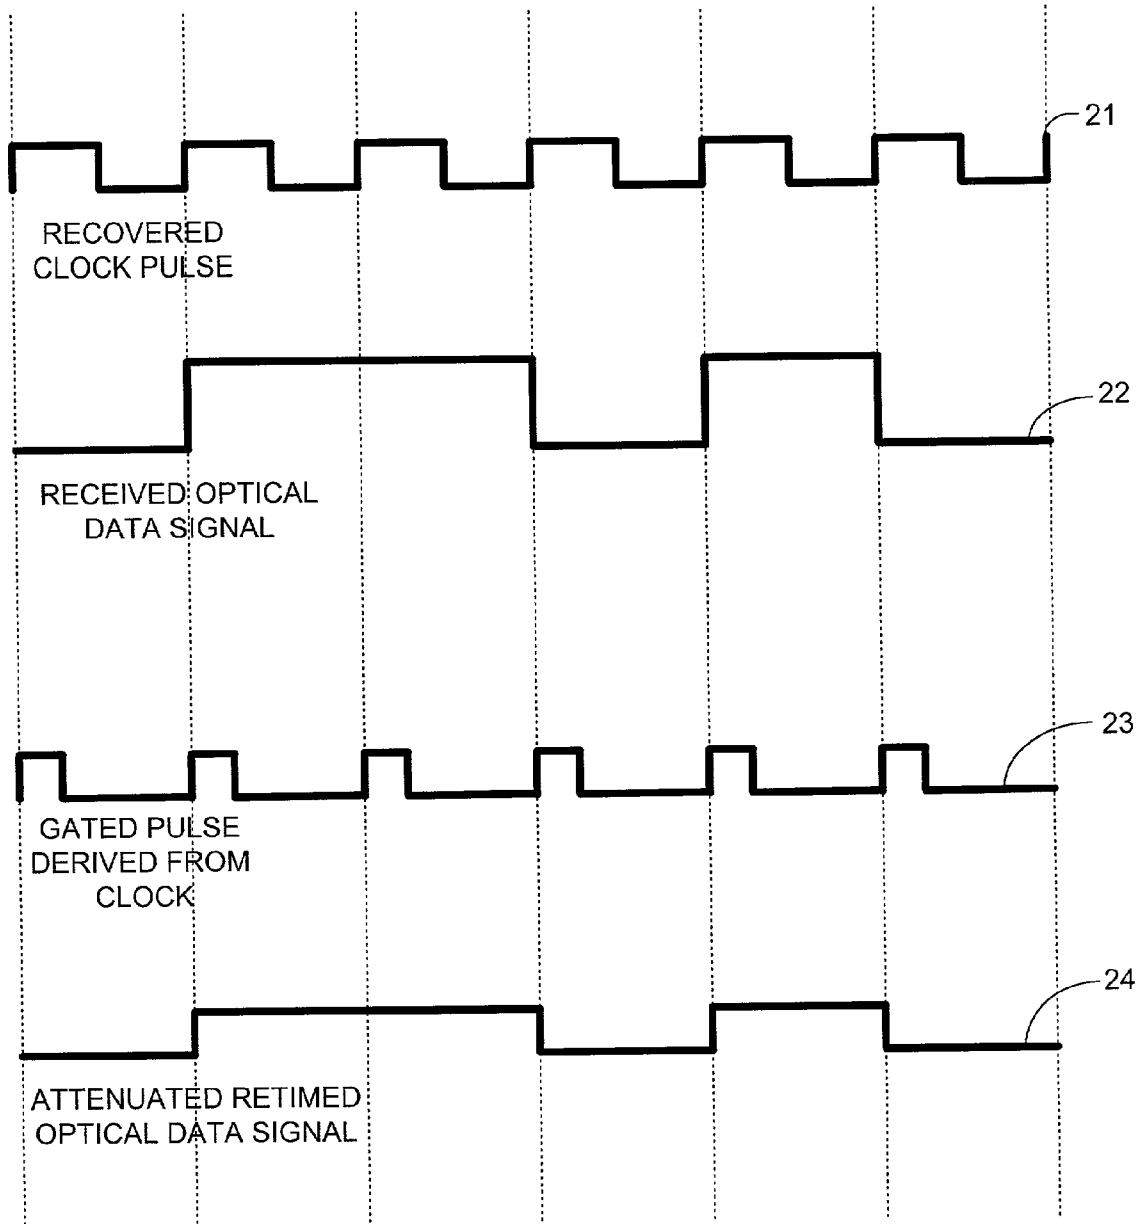 21
RECOVERED
CLOCK PULSE
22
RECEIVED OPTICAL
DATA SIGNAL
23
GATED PULSE
DERIVED FROM
CLOCK
24
ATTENUATED RETIMED
OPTICAL DATA SIGNAL